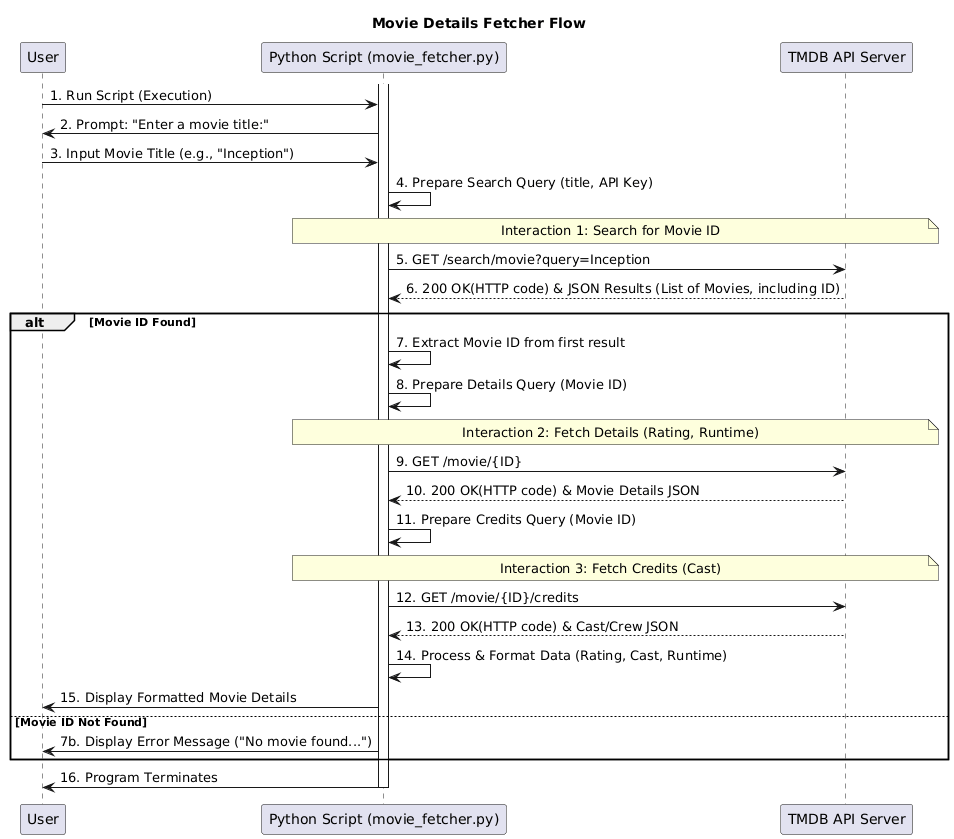 Movie Details Fetcher Flow
User
Python Script (movie_fetcher.py)
TMDB API Server
1. Run Script (Execution)
2. Prompt: "Enter a movie title:"
3. Input Movie Title (e.g., "Inception")
4. Prepare Search Query (title, API Key)
Interaction 1: Search for Movie ID
5. GET /search/movie?query=Inception
6. 200 OK(HTTP code) & JSON Results (List of Movies, including ID)
alt
[Movie ID Found]
7. Extract Movie ID from first result
8. Prepare Details Query (Movie ID)
Interaction 2: Fetch Details (Rating, Runtime)
9. GET /movie/{ID}
10. 200 OK(HTTP code) & Movie Details JSON
11. Prepare Credits Query (Movie ID)
Interaction 3: Fetch Credits (Cast)
12. GET /movie/{ID}/credits
13. 200 OK(HTTP code) & Cast/Crew JSON
14. Process & Format Data (Rating, Cast, Runtime)
15. Display Formatted Movie Details
[Movie ID Not Found]
7b. Display Error Message ("No movie found...")
16. Program Terminates
User
Python Script (movie_fetcher.py)
TMDB API Server